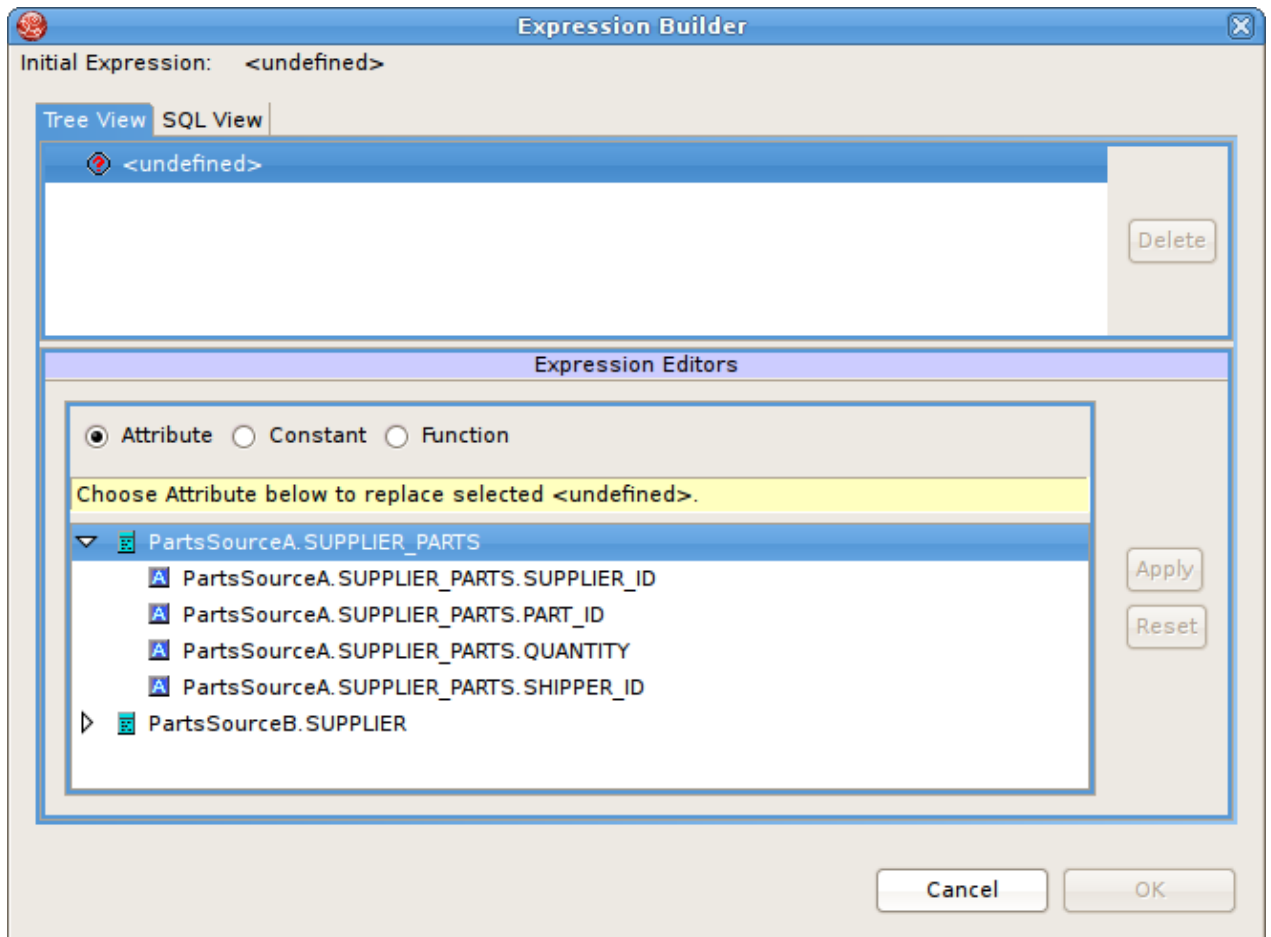 Expression Builder
Initial Expression: <undefined>
Tree View SQL View
<undefined>
Delete
Expression Editors
Attribute Constant Function
Choose Attribute below to replace selected <undefined>.
PartsSourceA.SUPPLIER_PARTS
PartsSourceA.SUPPLIER_PARTS.SUPPLIER_ID
PartsSourceA.SUPPLIER_PARTS.PART_ID
PartsSourceA.SUPPLIER_PARTS.QUANTITY
PartsSourceA.SUPPLIER_PARTS.SHIPPER_ID
PartsSourceB.SUPPLIER
Apply
Reset
Cancel OK